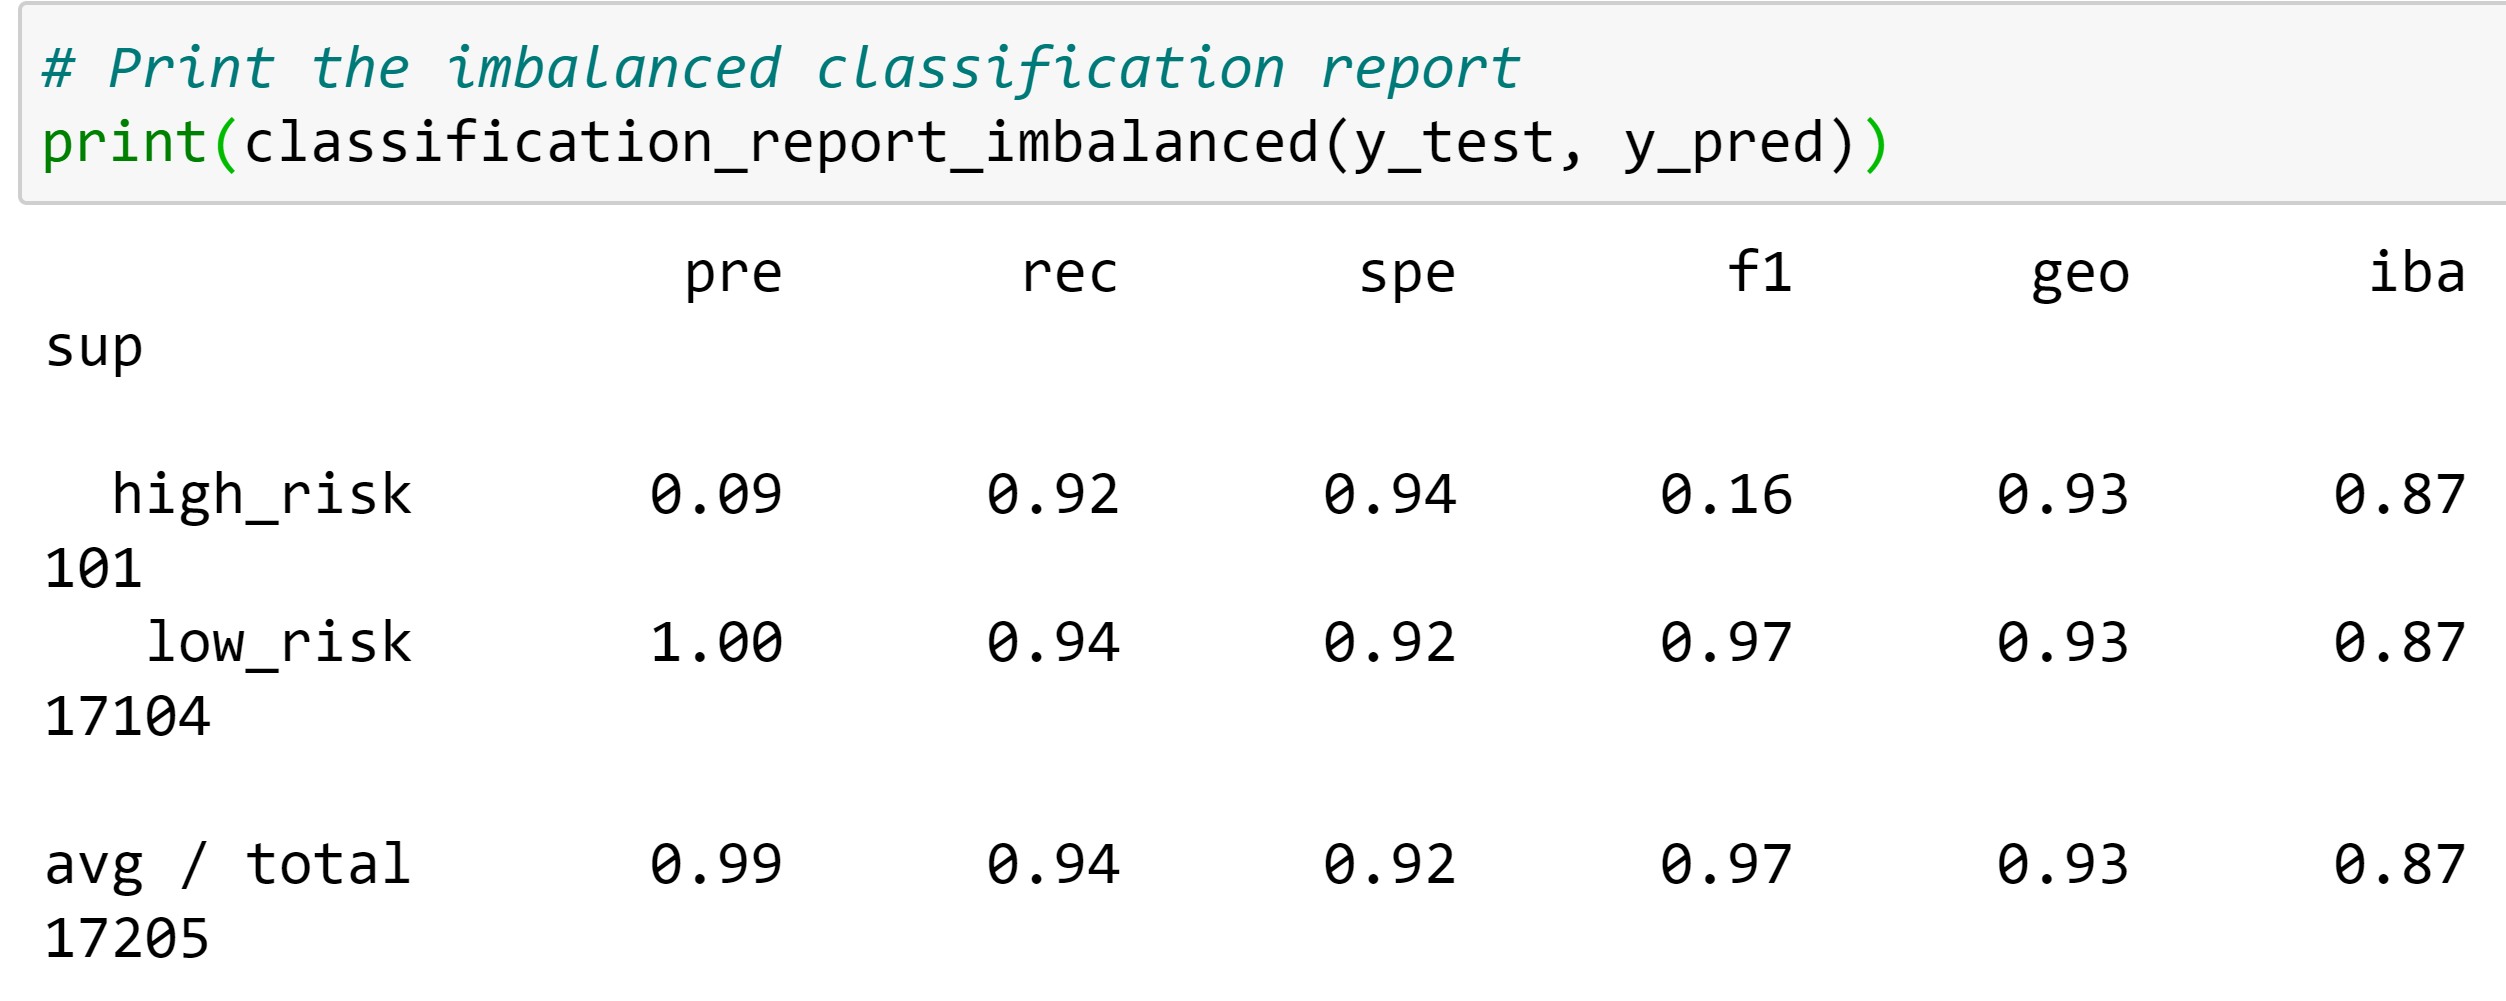 # Print the imbalanced classification report
print(classification_report_imbalanced(y_test, y_pred))
pre rec spe f1 geo iba
sup
high_risk 0.09 0.92 0.94 0.16 0.93 0.87
101
low_risk 1.00 0.94 0.92 0.97 0.93 0.87
17104
avg / total 0.99 0.94 0.92 0.97 0.93 0.87
17205